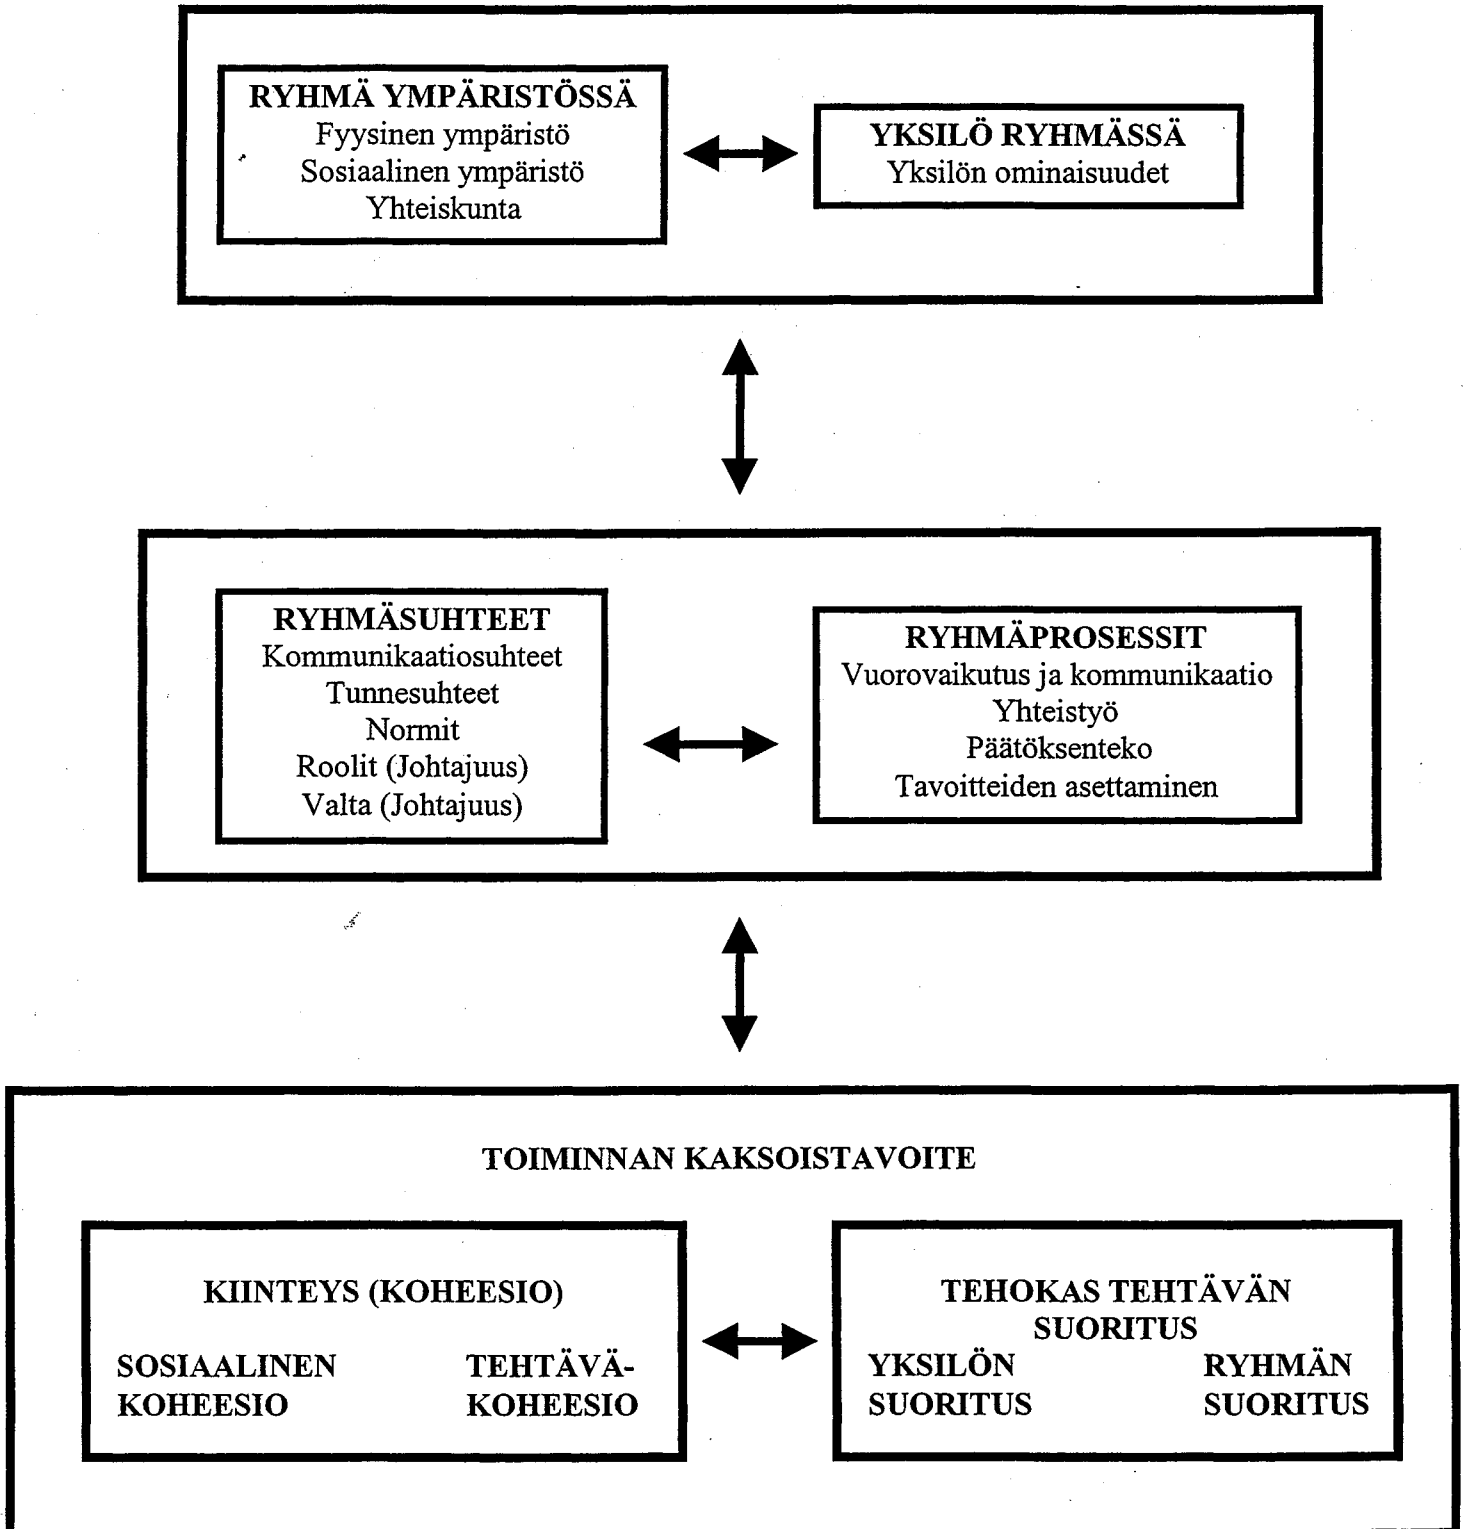 RYHMÄ YMPÄRISTÖSSÄ
Fyysinen ympäristö
Sosiaalinen ympäristö
Yhteiskunta
YKSILÖ RYHMÄSSÄ
Yksilön ominaisuudet
RYHMÄSUHTEET
Kommunikaatiosuhteet
Tunnesuhteet
Normit
Roolit (Johtajuus)
Valta (Johtajuus)
RYHMÄPROSESSIT
Vuorovaikutus ja kommunikaatio
Yhteistyö
Päätöksenteko
Tavoitteiden asettaminen
TOIMINNAN KAKSOISTAVOITE
KIINTEYS (KOHEESIO)
SOSIAALINEN
KOHEESIO
TEHTÄVÄ-
KOHEESIO
TEHOKAS TEHTÄVÄN
SUORITUS
YKSILÖN
SUORITUS
RYHMÄN
SUORITUS